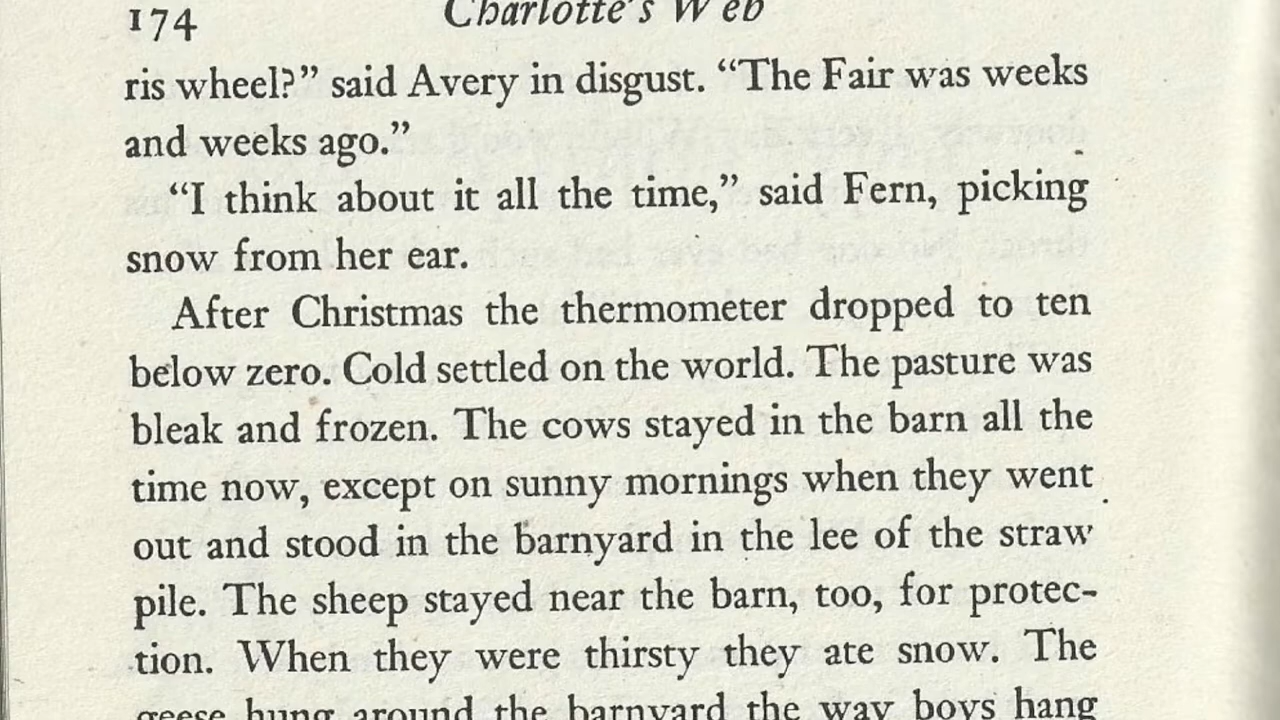 174 Charlotte's Web
ris wheel?” said Avery in disgust. “The Fair was weeks
and weeks ago.”
“I think about it all the time,” said Fern, picking
snow from her ear.
After Christmas the thermometer dropped to ten
below zero. Cold settled on the world. The pasture was
bleak and frozen. The cows stayed in the barn all the
time now, except on sunny mornings when they went
out and stood in the barnyard in the lee of the straw
pile. The sheep stayed near the barn, too, for protec-
tion. When they were thirsty they ate snow. The
geese hung around the barnyard the way boys hang